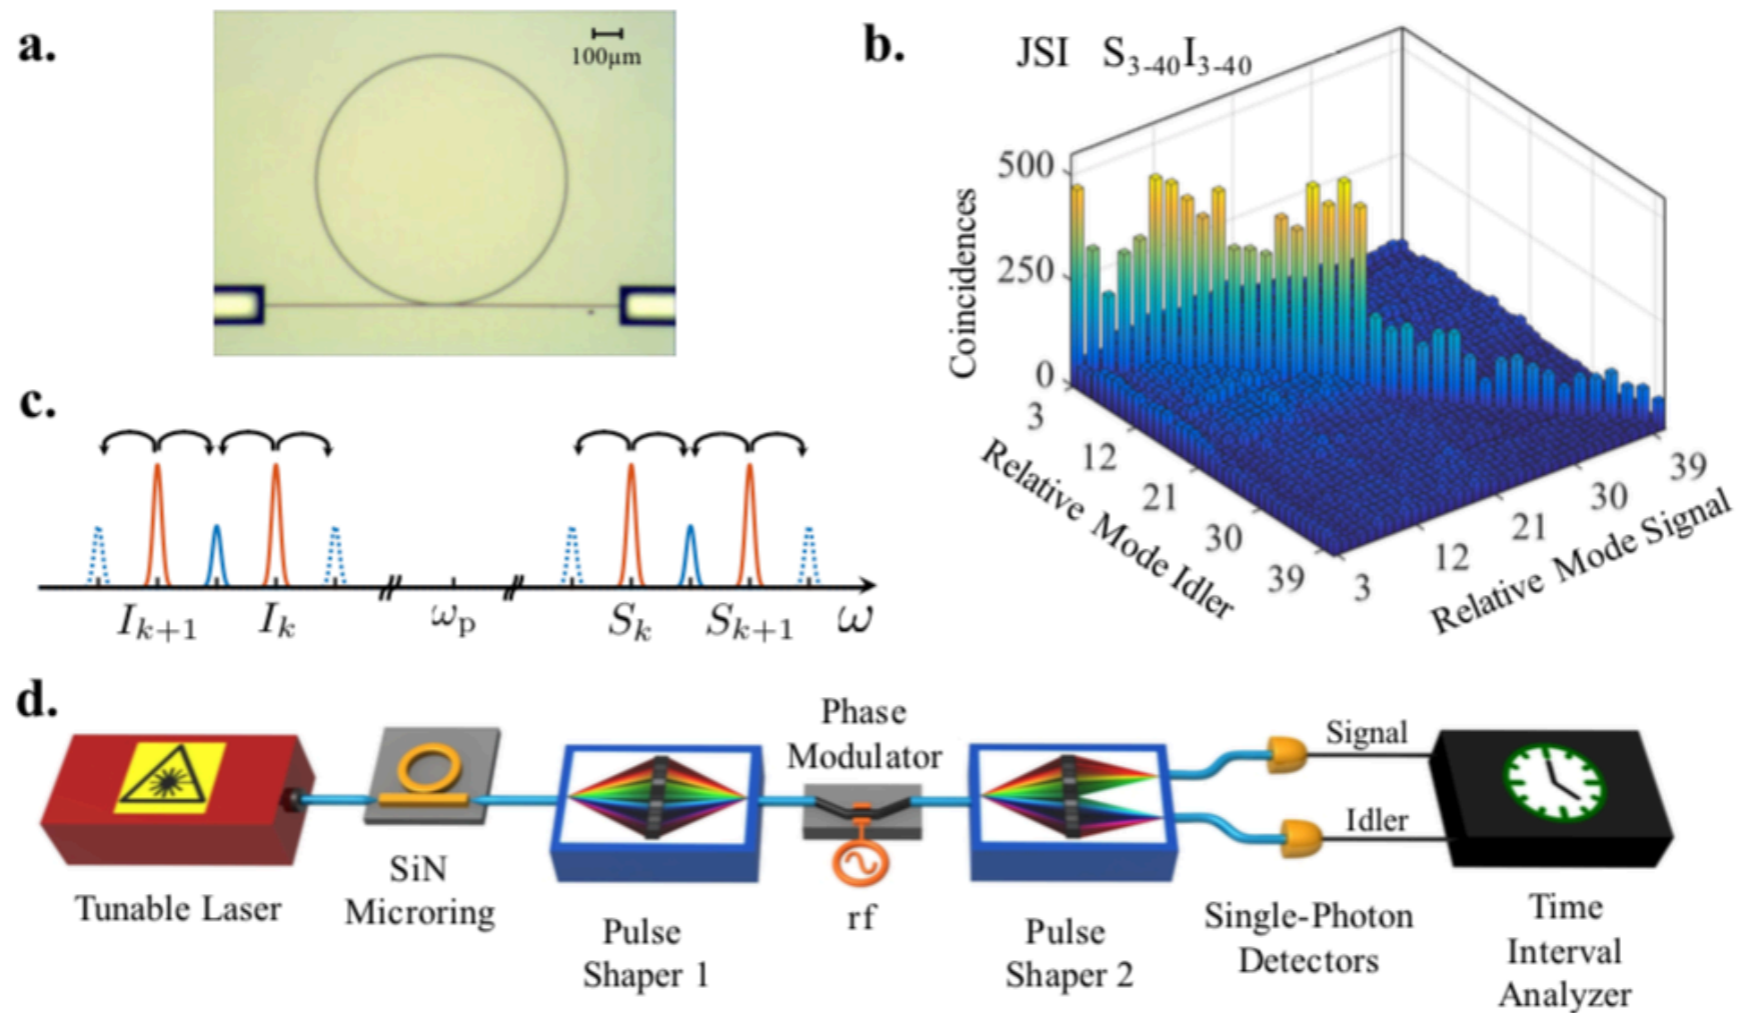 a.
100μm
b.
JSI S₃₋₄₀I₃₋₄₀
Coincidences
500
250
0
3
12
21
30
39
Relative Mode Idler
3
12
21
30
39
Relative Mode Signal
c.
Iₖ₊₁ Iₖ ωₚ Sₖ Sₖ₊₁ ω
d.
Tunable Laser
SiN
Microring
Pulse
Shaper 1
Phase
Modulator
rf
Pulse
Shaper 2
Signal
Idler
Single-Photon
Detectors
Time
Interval
Analyzer